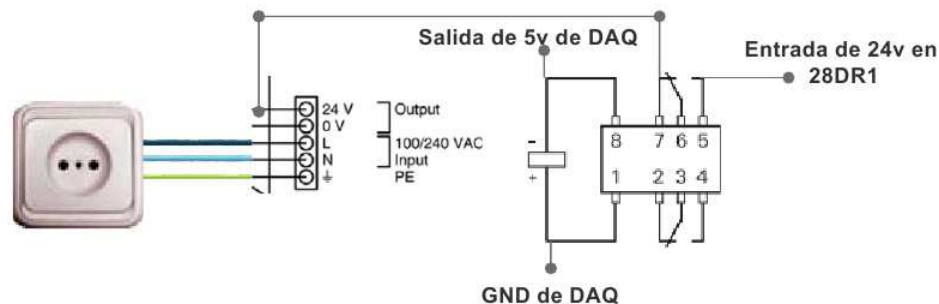 Salida de 5v de DAQ
Entrada de 24v en
28DR1
24 V
Output
0 V
L
100/240 VAC
N
Input
PE
-
+
8 7 6 5
1 2 3 4
GND de DAQ